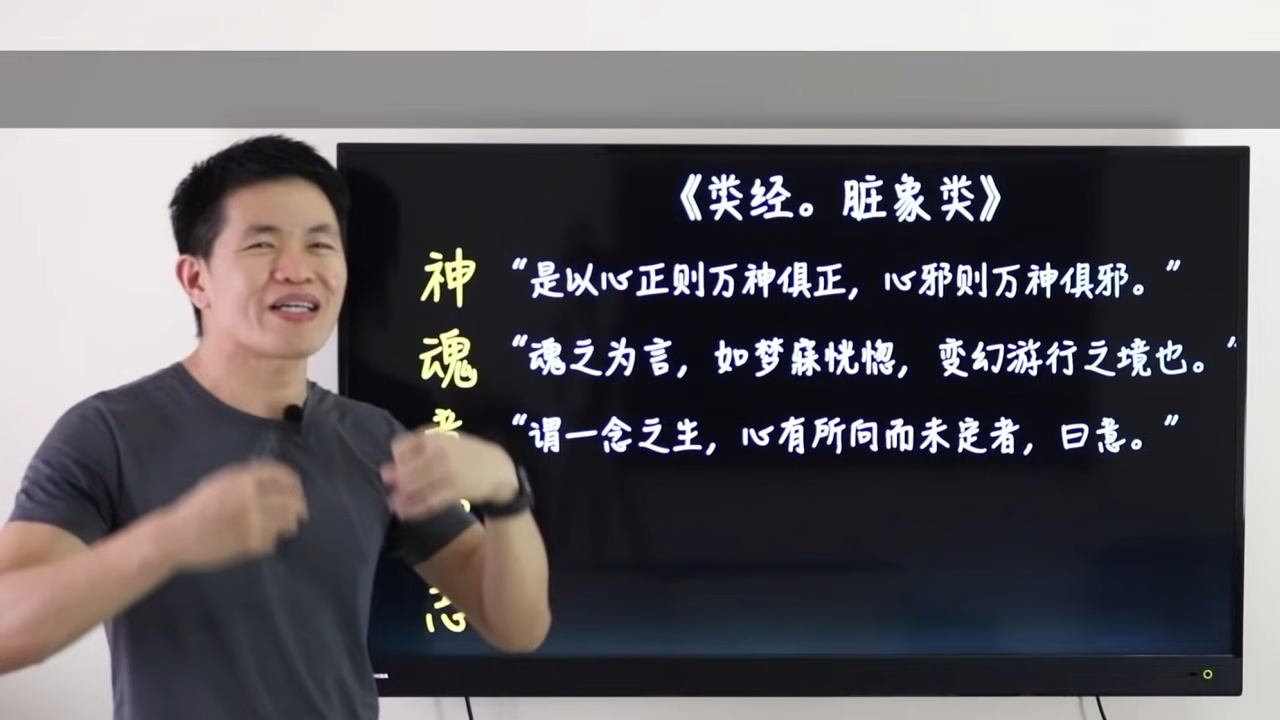 《类经。脏象类》
神 “是以心正则万神俱正，心邪则万神俱邪。”
魂 “魂之为言，如梦寐恍惚，变幻游行之境也。”
意 “谓一念之生，心有所向而未定者，曰意。”
志